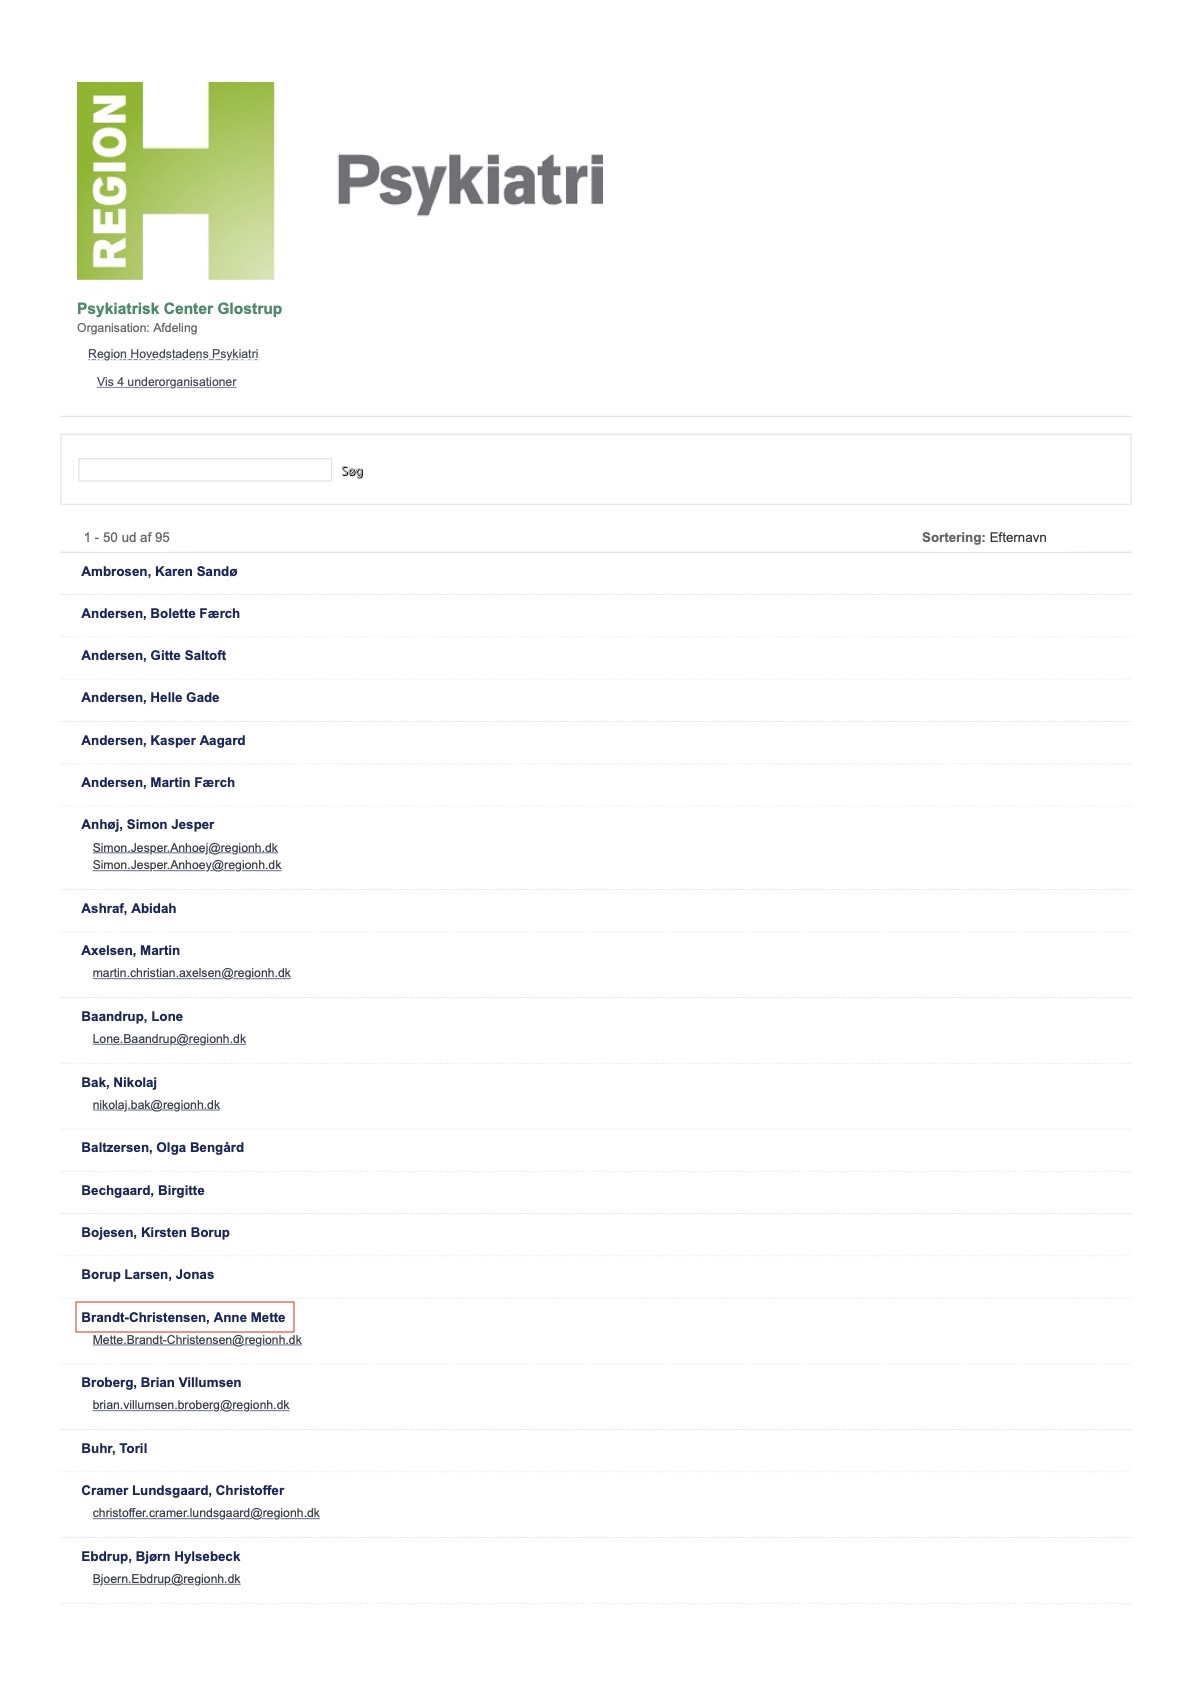 REGION
Psykiatri
Psykiatrisk Center Glostrup
Organisation: Afdeling
Region Hovedstadens Psykiatri
Vis 4 underorganisationer
Søg
1 - 50 ud af 95 Sortering: Efternavn
Ambrosen, Karen Sandø
Andersen, Bolette Færch
Andersen, Gitte Saltoft
Andersen, Helle Gade
Andersen, Kasper Aagard
Andersen, Martin Færch
Anhøj, Simon Jesper
Simon.Jesper.Anhoej@regionh.dk
Simon.Jesper.Anhoey@regionh.dk
Ashraf, Abidah
Axelsen, Martin
martin.christian.axelsen@regionh.dk
Baandrup, Lone
Lone.Baandrup@regionh.dk
Bak, Nikolaj
nikolaj.bak@regionh.dk
Baltzersen, Olga Bengård
Bechgaard, Birgitte
Bojesen, Kirsten Borup
Borup Larsen, Jonas
Brandt-Christensen, Anne Mette
Mette.Brandt-Christensen@regionh.dk
Broberg, Brian Villumsen
brian.villumsen.broberg@regionh.dk
Buhr, Toril
Cramer Lundsgaard, Christoffer
christoffer.cramer.lundsgaard@regionh.dk
Ebdrup, Bjørn Hylsebeck
Bjoern.Ebdrup@regionh.dk